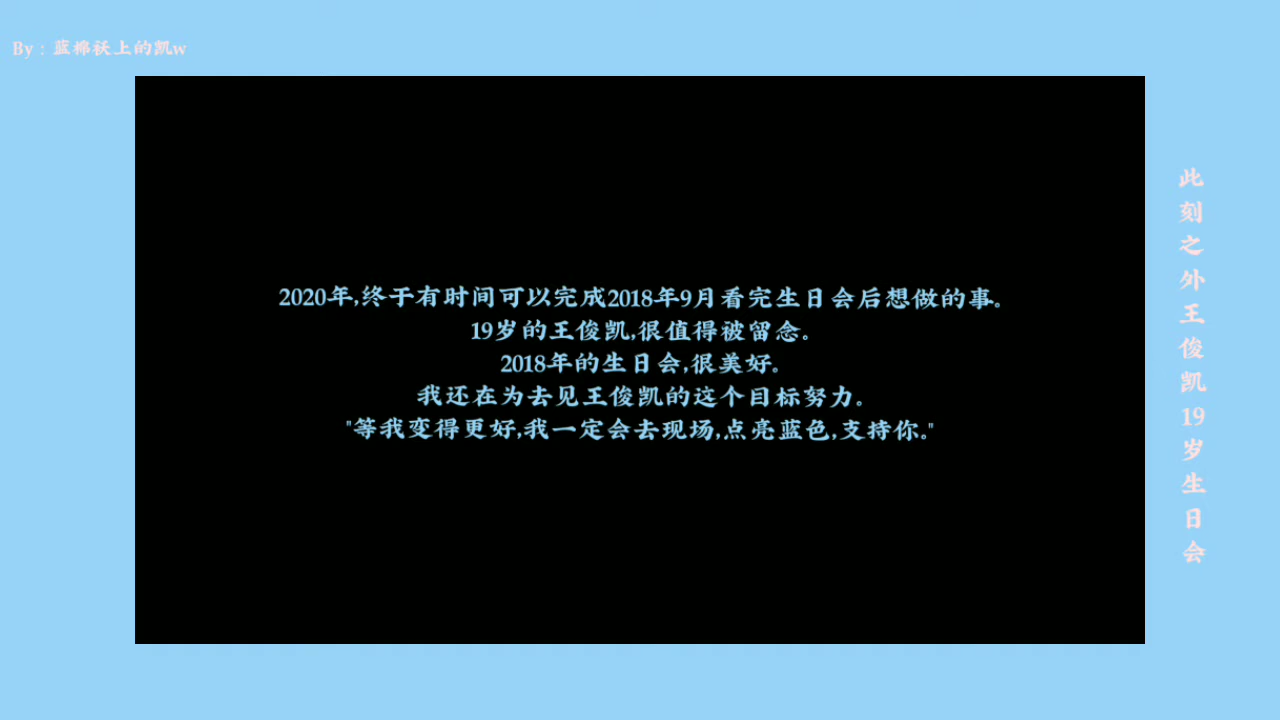 By：蓝棉袄上的凯w
2020年,终于有时间可以完成2018年9月看完生日会后想做的事。
19岁的王俊凯,很值得被留念。
2018年的生日会,很美好。
我还在为去见王俊凯的这个目标努力。
"等我变得更好,我一定会去现场,点亮蓝色,支持你。"
此刻之外王俊凯19岁生日会